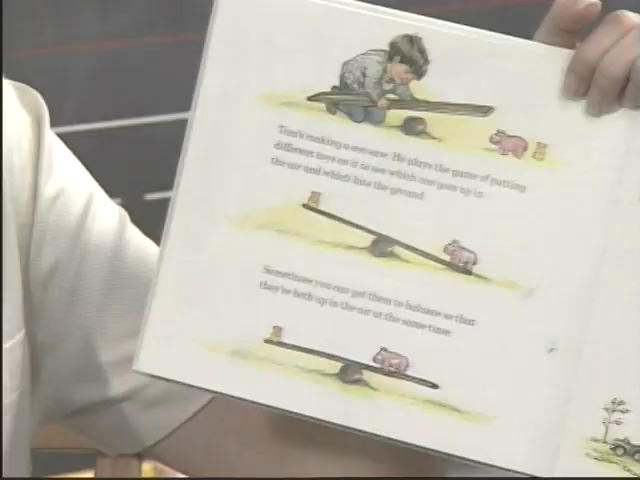 Tom's making a see-saw. He plays the game of putting
different toys on it to see which one goes up in
the air and which hits the ground.
Sometimes you can get them to balance so that
they're both up in the air at the same time.